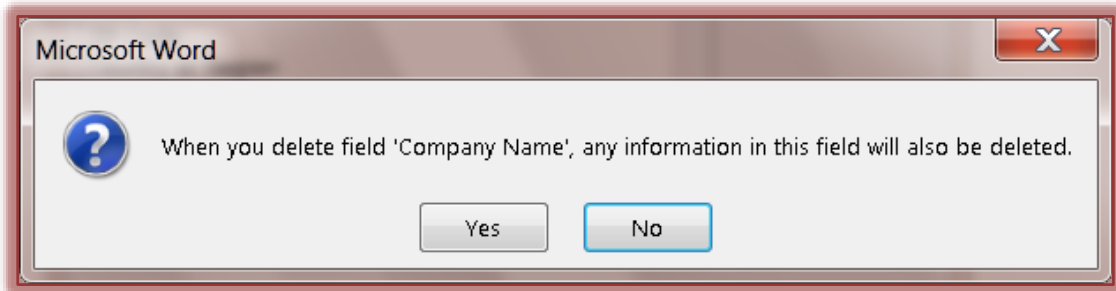 Microsoft Word
When you delete field 'Company Name', any information in this field will also be deleted.
Yes
No